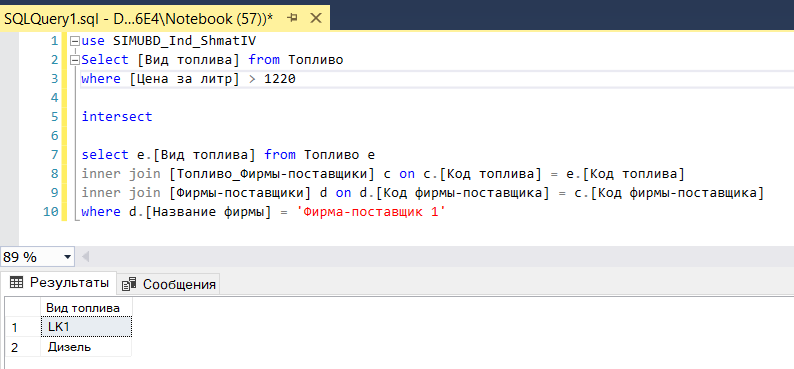 SQLQuery1.sql - D...6E4\Notebook (57))*
1 use SIMUBD_Ind_ShmatIV
2 Select [Вид топлива] from Топливо
3 where [Цена за литр] > 1220
4
5 intersect
6
7 select e.[Вид топлива] from Топливо e
8 inner join [Топливо_Фирмы-поставщики] c on c.[Код топлива] = e.[Код топлива]
9 inner join [Фирмы-поставщики] d on d.[Код фирмы-поставщика] = c.[Код фирмы-поставщика]
10 where d.[Название фирмы] = 'Фирма-поставщик 1'
89 %
Результаты Сообщения
Вид топлива
1 LK1
2 Дизель